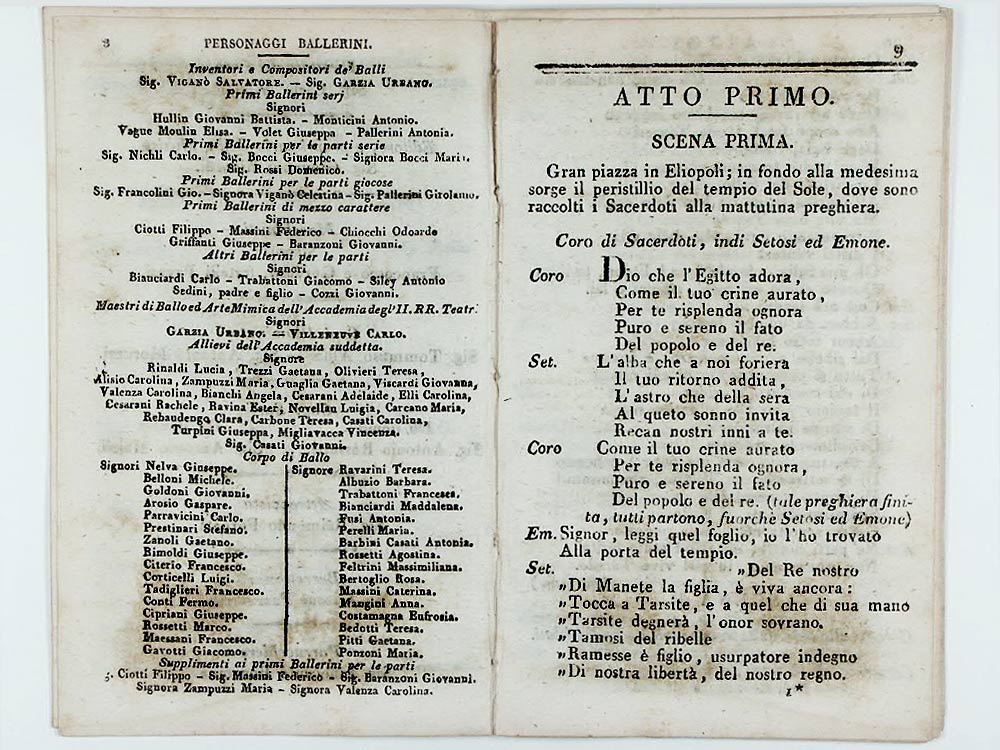 8
PERSONAGGI BALLERINI.
Inventori e Compositori de' Balli
Sig. VIGANÒ SALVATORE. — Sig. GARZIA URBANO.
Primi Ballerini serj
Signori
Hullin Giovanni Battista. - Monticini Antonio.
Vague Moulin Elisa. - Volet Giuseppa - Pallerini Antonia.
Primi Ballerini per le parti serie
Sig. Nichli Carlo. - Sig. Bocci Giuseppe. - Signora Bocci Maria.
Sig. Rossi Domenico.
Primi Ballerini per le parti giocose
Sig. Francolini Gio. - Signora Viganò Celestina - Sig. Pallerini Girolamo.
Primi Ballerini di mezzo carattere
Signori
Ciotti Filippo - Massini Federico - Chiocchi Odoardo
Griffanti Giuseppe - Baranzoni Giovanni.
Altri Ballerini per le parti
Signori
Bianciardi Carlo - Trabattoni Giacomo - Siley Antonio
Sedini, padre e figlio - Cozzi Giovanni.
Maestri di Ballo ed Arte Mimica dell'Accademia degl'II. RR. Teatr.
Signori
GARZIA URBANO. — VILLENEUVE CARLO.
Allievi dell'Accademia suddetta.
Signore
Rinaldi Lucia, Trezzi Gaetana, Olivieri Teresa,
Alisio Carolina, Zampuzzi Maria, Guaglia Gaetana, Viscardi Giovanna,
Valenza Carolina, Bianchi Angela, Cesarani Adelaide, Elli Carolina,
Cesarani Rachele, Ravina Ester, Novellau Luigia, Carcano Maria,
Rebaudengo Clara, Carbone Teresa, Casati Carolina,
Turpini Giuseppa, Migliavacca Vincenza.
Sig. Casati Giovanni.
Corpo di Ballo
Signori Nelva Giuseppe.
Belloni Michele.
Goldoni Giovanni.
Arosio Gaspare.
Parravicini Carlo.
Prestinari Stefano.
Zanoli Gaetano.
Rimoldi Giuseppe.
Citerio Francesco.
Corticelli Luigi.
Tadiglieri Francesco.
Conti Fermo.
Cipriani Giuseppe.
Rossetti Marco.
Maessani Francesco.
Gavotti Giacomo.
Signore Ravarini Teresa.
Albuzio Barbara.
Trabattoni Francesca.
Bianciardi Maddalena.
Fusi Antonia.
Perelli Maria.
Barbini Casati Antonia.
Rossetti Agostina.
Feltrini Massimiliana.
Bertoglio Rosa.
Massini Caterina.
Mangini Anna.
Costamagna Eufrosia.
Bedotti Teresa.
Pitti Gaetana.
Ponzoni Maria.
Supplimenti ai primi Ballerini per le parti
. Ciotti Filippo - Sig. Massini Federico - Sig. Baranzoni Giovanni.
Signora Zampuzzi Maria - Signora Valenza Carolina.
9
ATTO PRIMO.
SCENA PRIMA.
Gran piazza in Eliopoli; in fondo alla medesima
sorge il peristillio del tempio del Sole, dove sono
raccolti i Sacerdoti alla mattutina preghiera.
Coro di Sacerdoti, indi Setosi ed Emone.
Coro Dio che l'Egitto adora,
Come il tuo crine aurato,
Per te risplenda ognora
Puro e sereno il fato
Del popolo e del re.
Set. L'alba che a noi foriera
Il tuo ritorno addita,
L'astro che della sera
Al queto sonno invita
Recan nostri inni a te.
Coro Come il tuo crine aurato
Per te risplenda ognora,
Puro e sereno il fato
Del popolo e del re. (tale preghiera fini-
ta, tutti partono, fuorchè Setosi ed Emone)
Em. Signor, leggi quel foglio, io l'ho trovato
Alla porta del tempio.
Set. »Del Re nostro
»Di Manete la figlia, è viva ancora:
»Tocca a Tarsite, e a quel che di sua mano
»Tarsite degnerà, l'onor sovrano.
»Tamosi del ribelle
»Ramesse è figlio, usurpatore indegno
»Di nostra libertà, del nostro regno.
1*